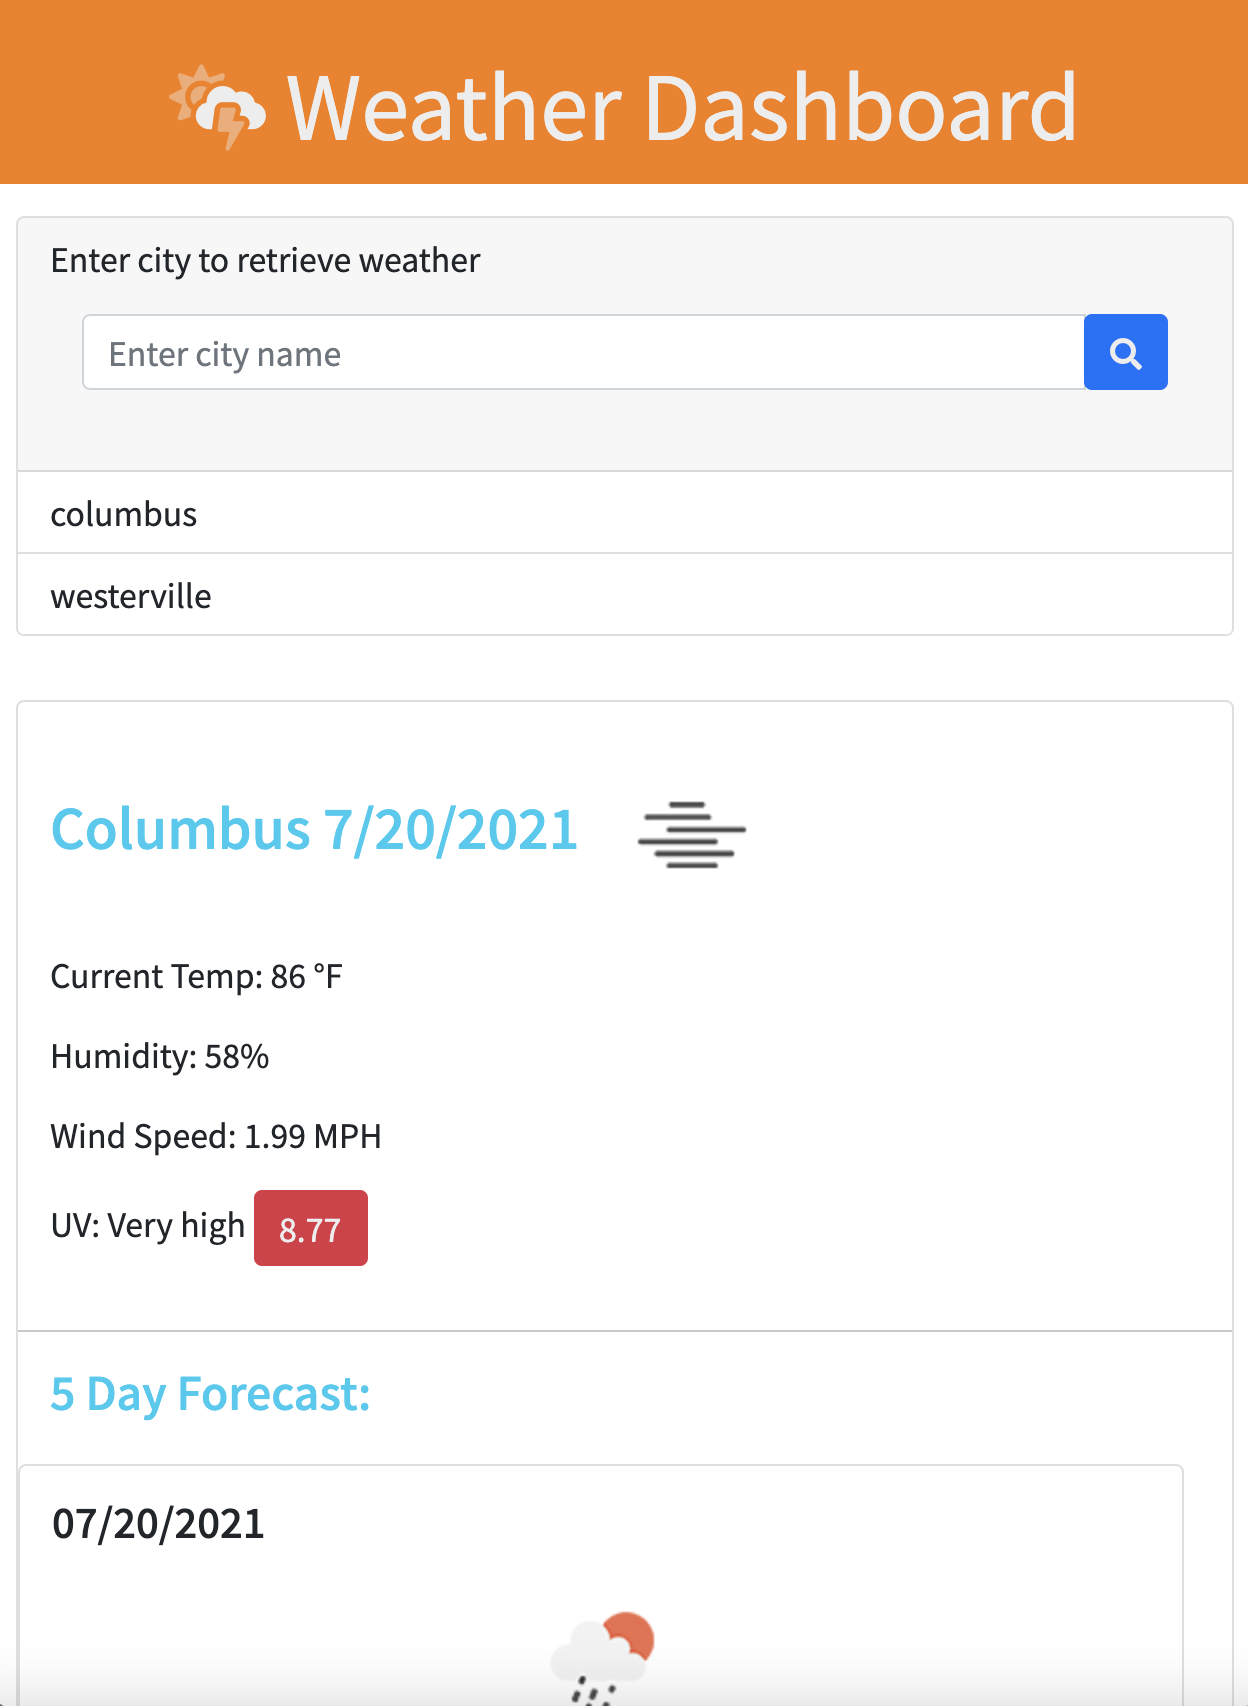 Weather Dashboard
Enter city to retrieve weather
Enter city name
columbus
westerville
Columbus 7/20/2021
Current Temp: 86 °F
Humidity: 58%
Wind Speed: 1.99 MPH
UV: Very high 8.77
5 Day Forecast:
07/20/2021